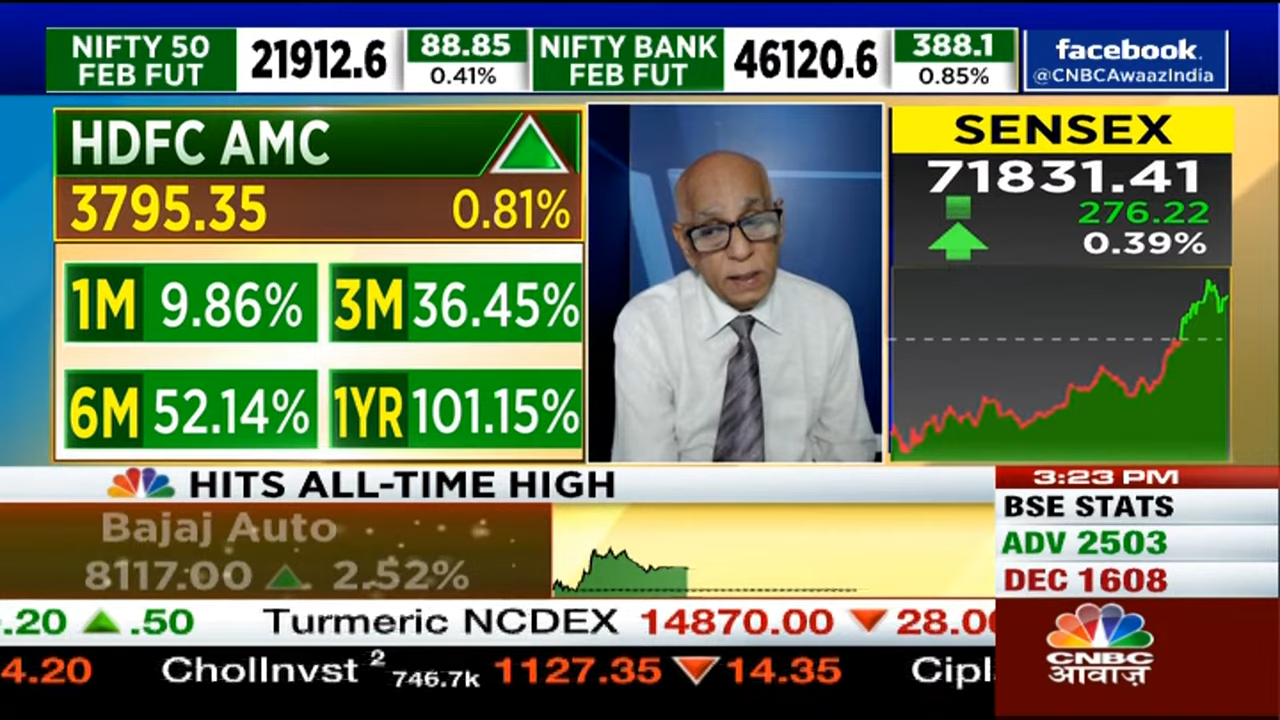 NIFTY 50
FEB FUT
21912.6
88.85
0.41%
NIFTY BANK
FEB FUT
46120.6
388.1
0.85%
facebook.
@CNBCAwaazIndia
HDFC AMC
3795.35 0.81%
1M 9.86% 3M 36.45%
6M 52.14% 1YR 101.15%
SENSEX
71831.41
276.22
0.39%
HITS ALL-TIME HIGH
Bajaj Auto
8117.00 2.52%
3:23 PM
BSE STATS
ADV 2503
DEC 1608
.20 .50 Turmeric NCDEX 14870.00 28.0
4.20 CholInvst 2 746.7k 1127.35 14.35 Cipl
CNBC
आवाज़